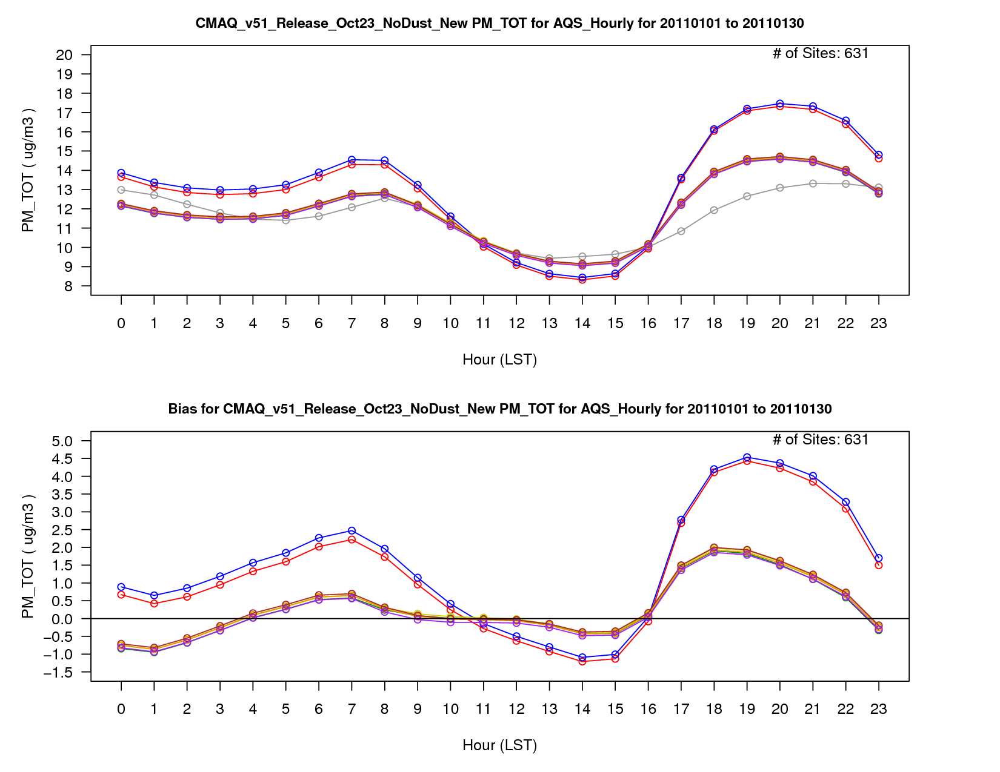 CMAQ_v51_Release_Oct23_NoDust_New PM_TOT for AQS_Hourly for 20110101 to 20110130
# of Sites: 631
PM_TOT ( ug/m3 )
20
19
18
17
16
15
14
13
12
11
10
9
8
0 1 2 3 4 5 6 7 8 9 10 11 12 13 14 15 16 17 18 19 20 21 22 23
Hour (LST)
Bias for CMAQ_v51_Release_Oct23_NoDust_New PM_TOT for AQS_Hourly for 20110101 to 20110130
# of Sites: 631
PM_TOT ( ug/m3 )
5.0
4.5
4.0
3.5
3.0
2.5
2.0
1.5
1.0
0.5
0.0
−0.5
−1.0
−1.5
0 1 2 3 4 5 6 7 8 9 10 11 12 13 14 15 16 17 18 19 20 21 22 23
Hour (LST)